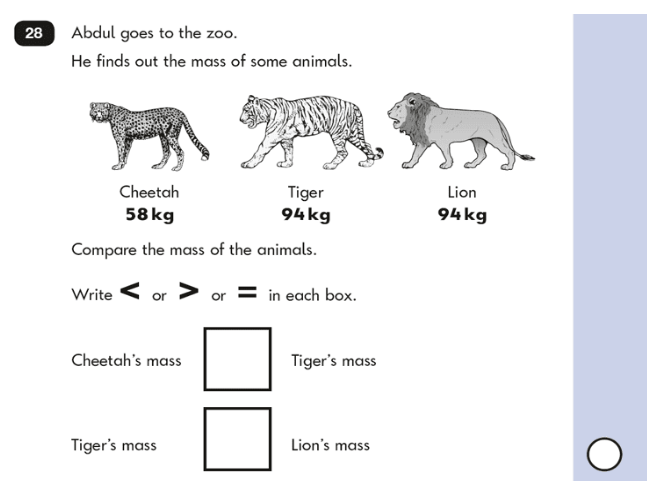 28 Abdul goes to the zoo.
He finds out the mass of some animals.
Cheetah Tiger Lion
58 kg 94 kg 94 kg
Compare the mass of the animals.
Write < or > or = in each box.
Cheetah's mass Tiger's mass
Tiger's mass Lion's mass